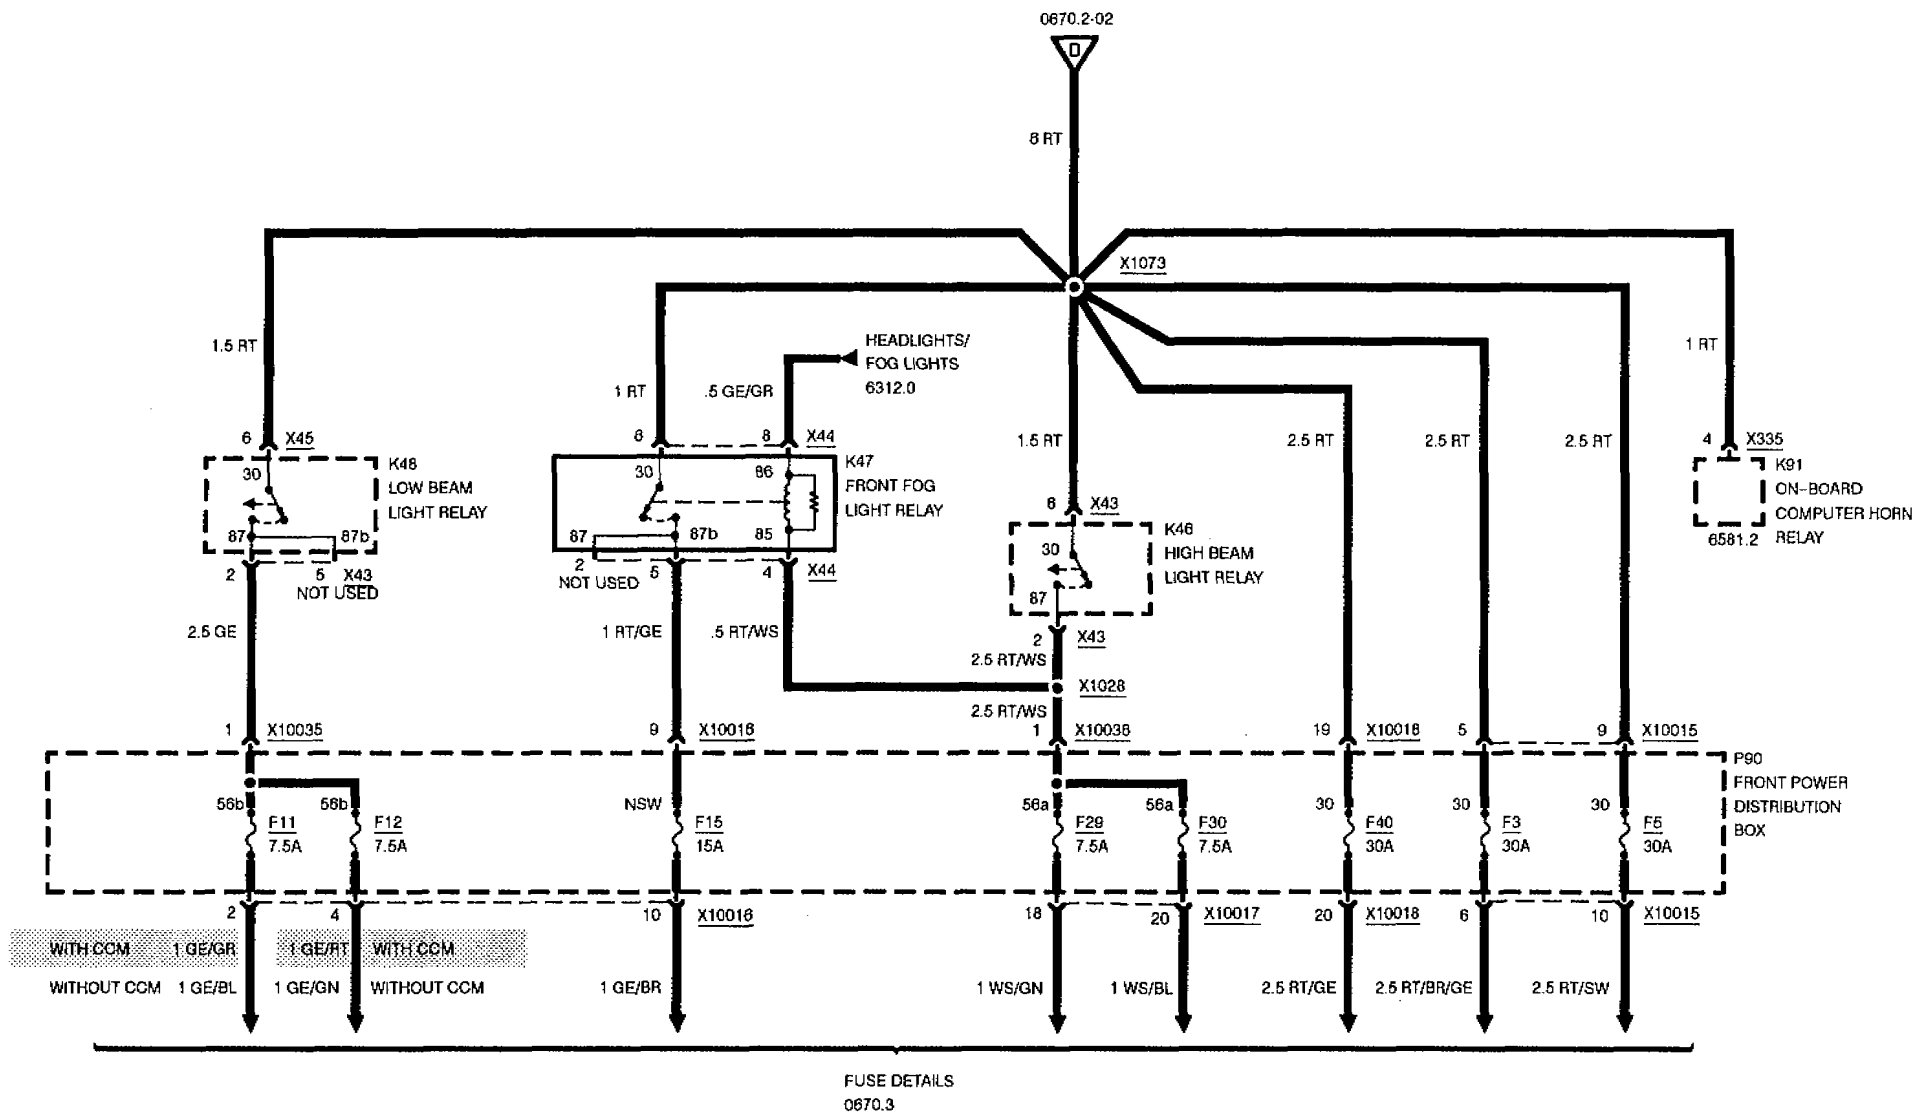 0670.2-02
D
8 RT
X1073
1.5 RT
HEADLIGHTS/
FOG LIGHTS
6312.0
1 RT
.5 GE/GR
1.5 RT
2.5 RT
2.5 RT
2.5 RT
1 RT
6 X45
8
8 X44
4 X335
30
K48
LOW BEAM
LIGHT RELAY
87
87b
2
5 X43
NOT USED
30
86
K47
FRONT FOG
LIGHT RELAY
87
87b
85
2
NOT USED
5
4 X44
6 X43
30
K46
HIGH BEAM
LIGHT RELAY
87
2 X43
K91
ON-BOARD
COMPUTER HORN
RELAY
6581.2
2.5 GE
1 RT/GE
.5 RT/WS
2.5 RT/WS
X1028
2.5 RT/WS
1 X10035
9 X10016
1 X10038
19 X10018
5
9 X10015
P90
FRONT POWER
DISTRIBUTION
BOX
56b
56b
NSW
56a
56a
30
30
30
F11
7.5A
F12
7.5A
F15
15A
F29
7.5A
F30
7.5A
F40
30A
F3
30A
F5
30A
2
4
10 X10016
18
20 X10017
20 X10018
6
10 X10015
WITH CCM 1 GE/GR
1 GE/RT WITH CCM
WITHOUT CCM 1 GE/BL
1 GE/GN WITHOUT CCM
1 GE/BR
1 WS/GN
1 WS/BL
2.5 RT/GE
2.5 RT/BR/GE
2.5 RT/SW
FUSE DETAILS
0670.3